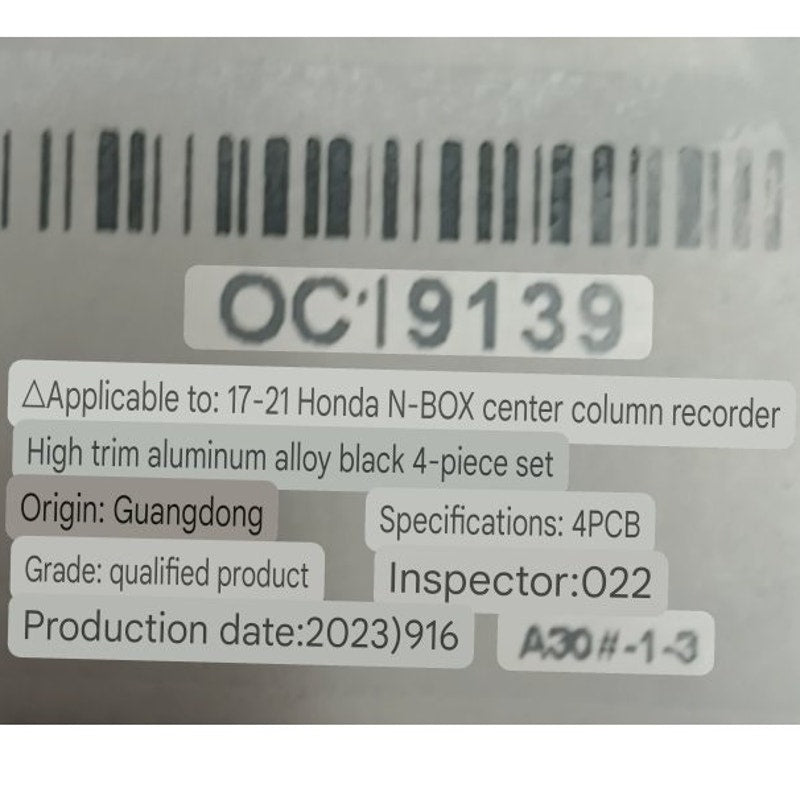 OC19139
△Applicable to: 17-21 Honda N-BOX center column recorder
High trim aluminum alloy black 4-piece set
Origin: Guangdong
Specifications: 4PCB
Grade: qualified product
Inspector:022
Production date:2023)916
A30#-1-3